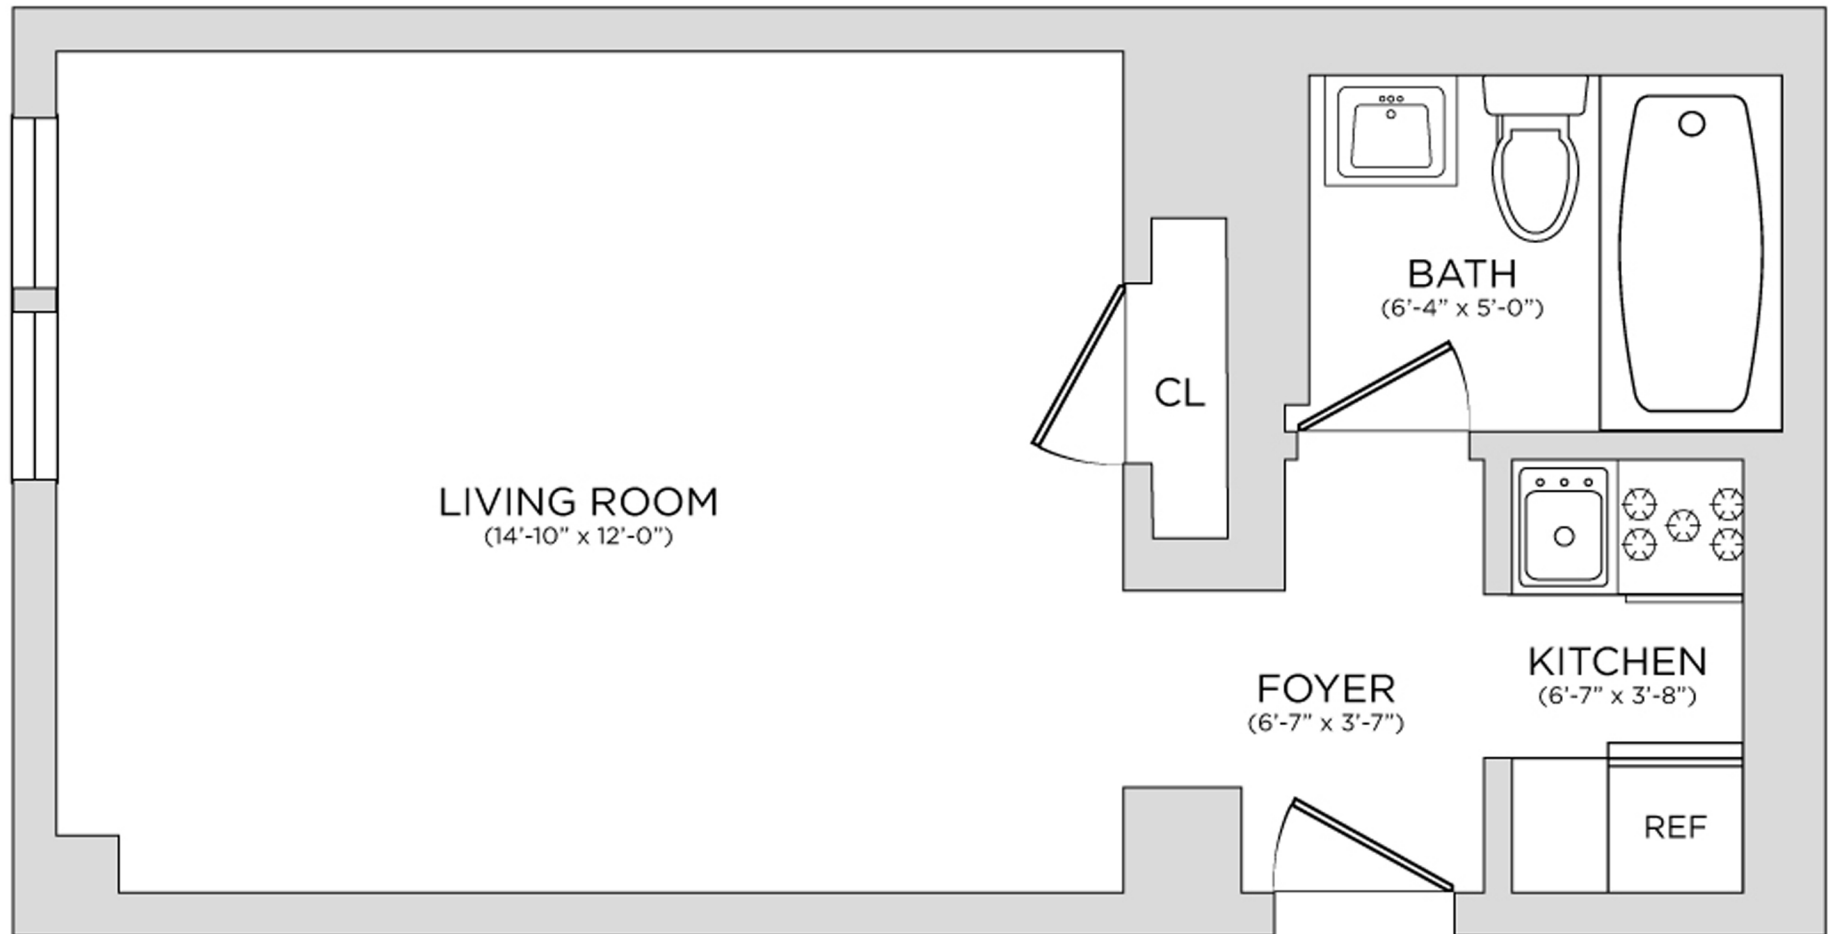 BATH
(6'-4" x 5'-0")
CL
LIVING ROOM
(14'-10" x 12'-0")
KITCHEN
(6'-7" x 3'-8")
FOYER
(6'-7" x 3'-7")
REF